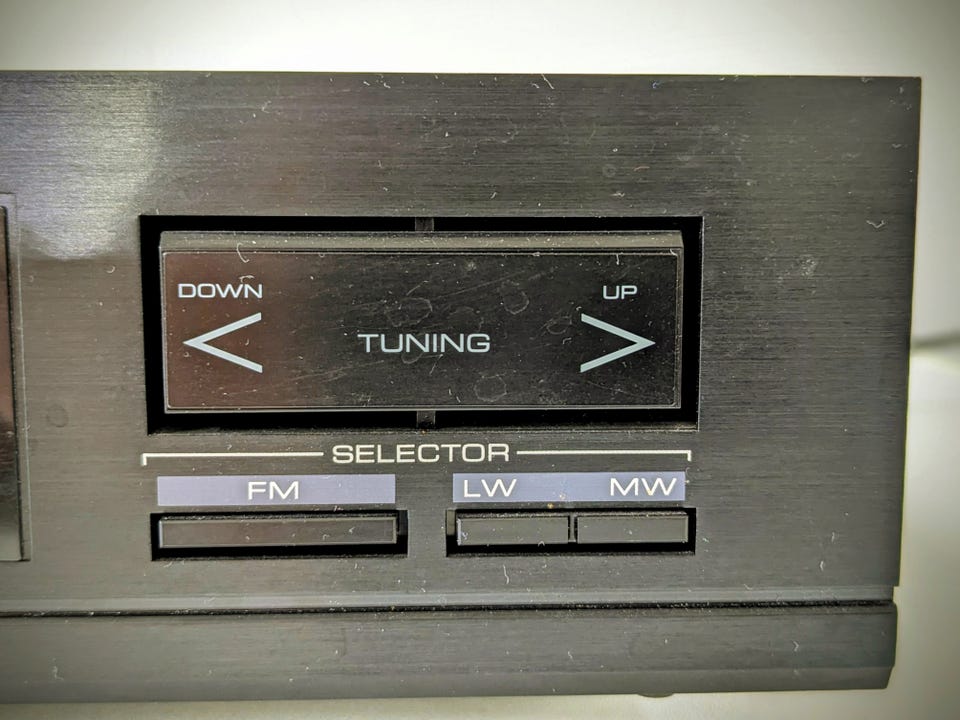 DOWN UP
< TUNING >
SELECTOR
FM LW MW